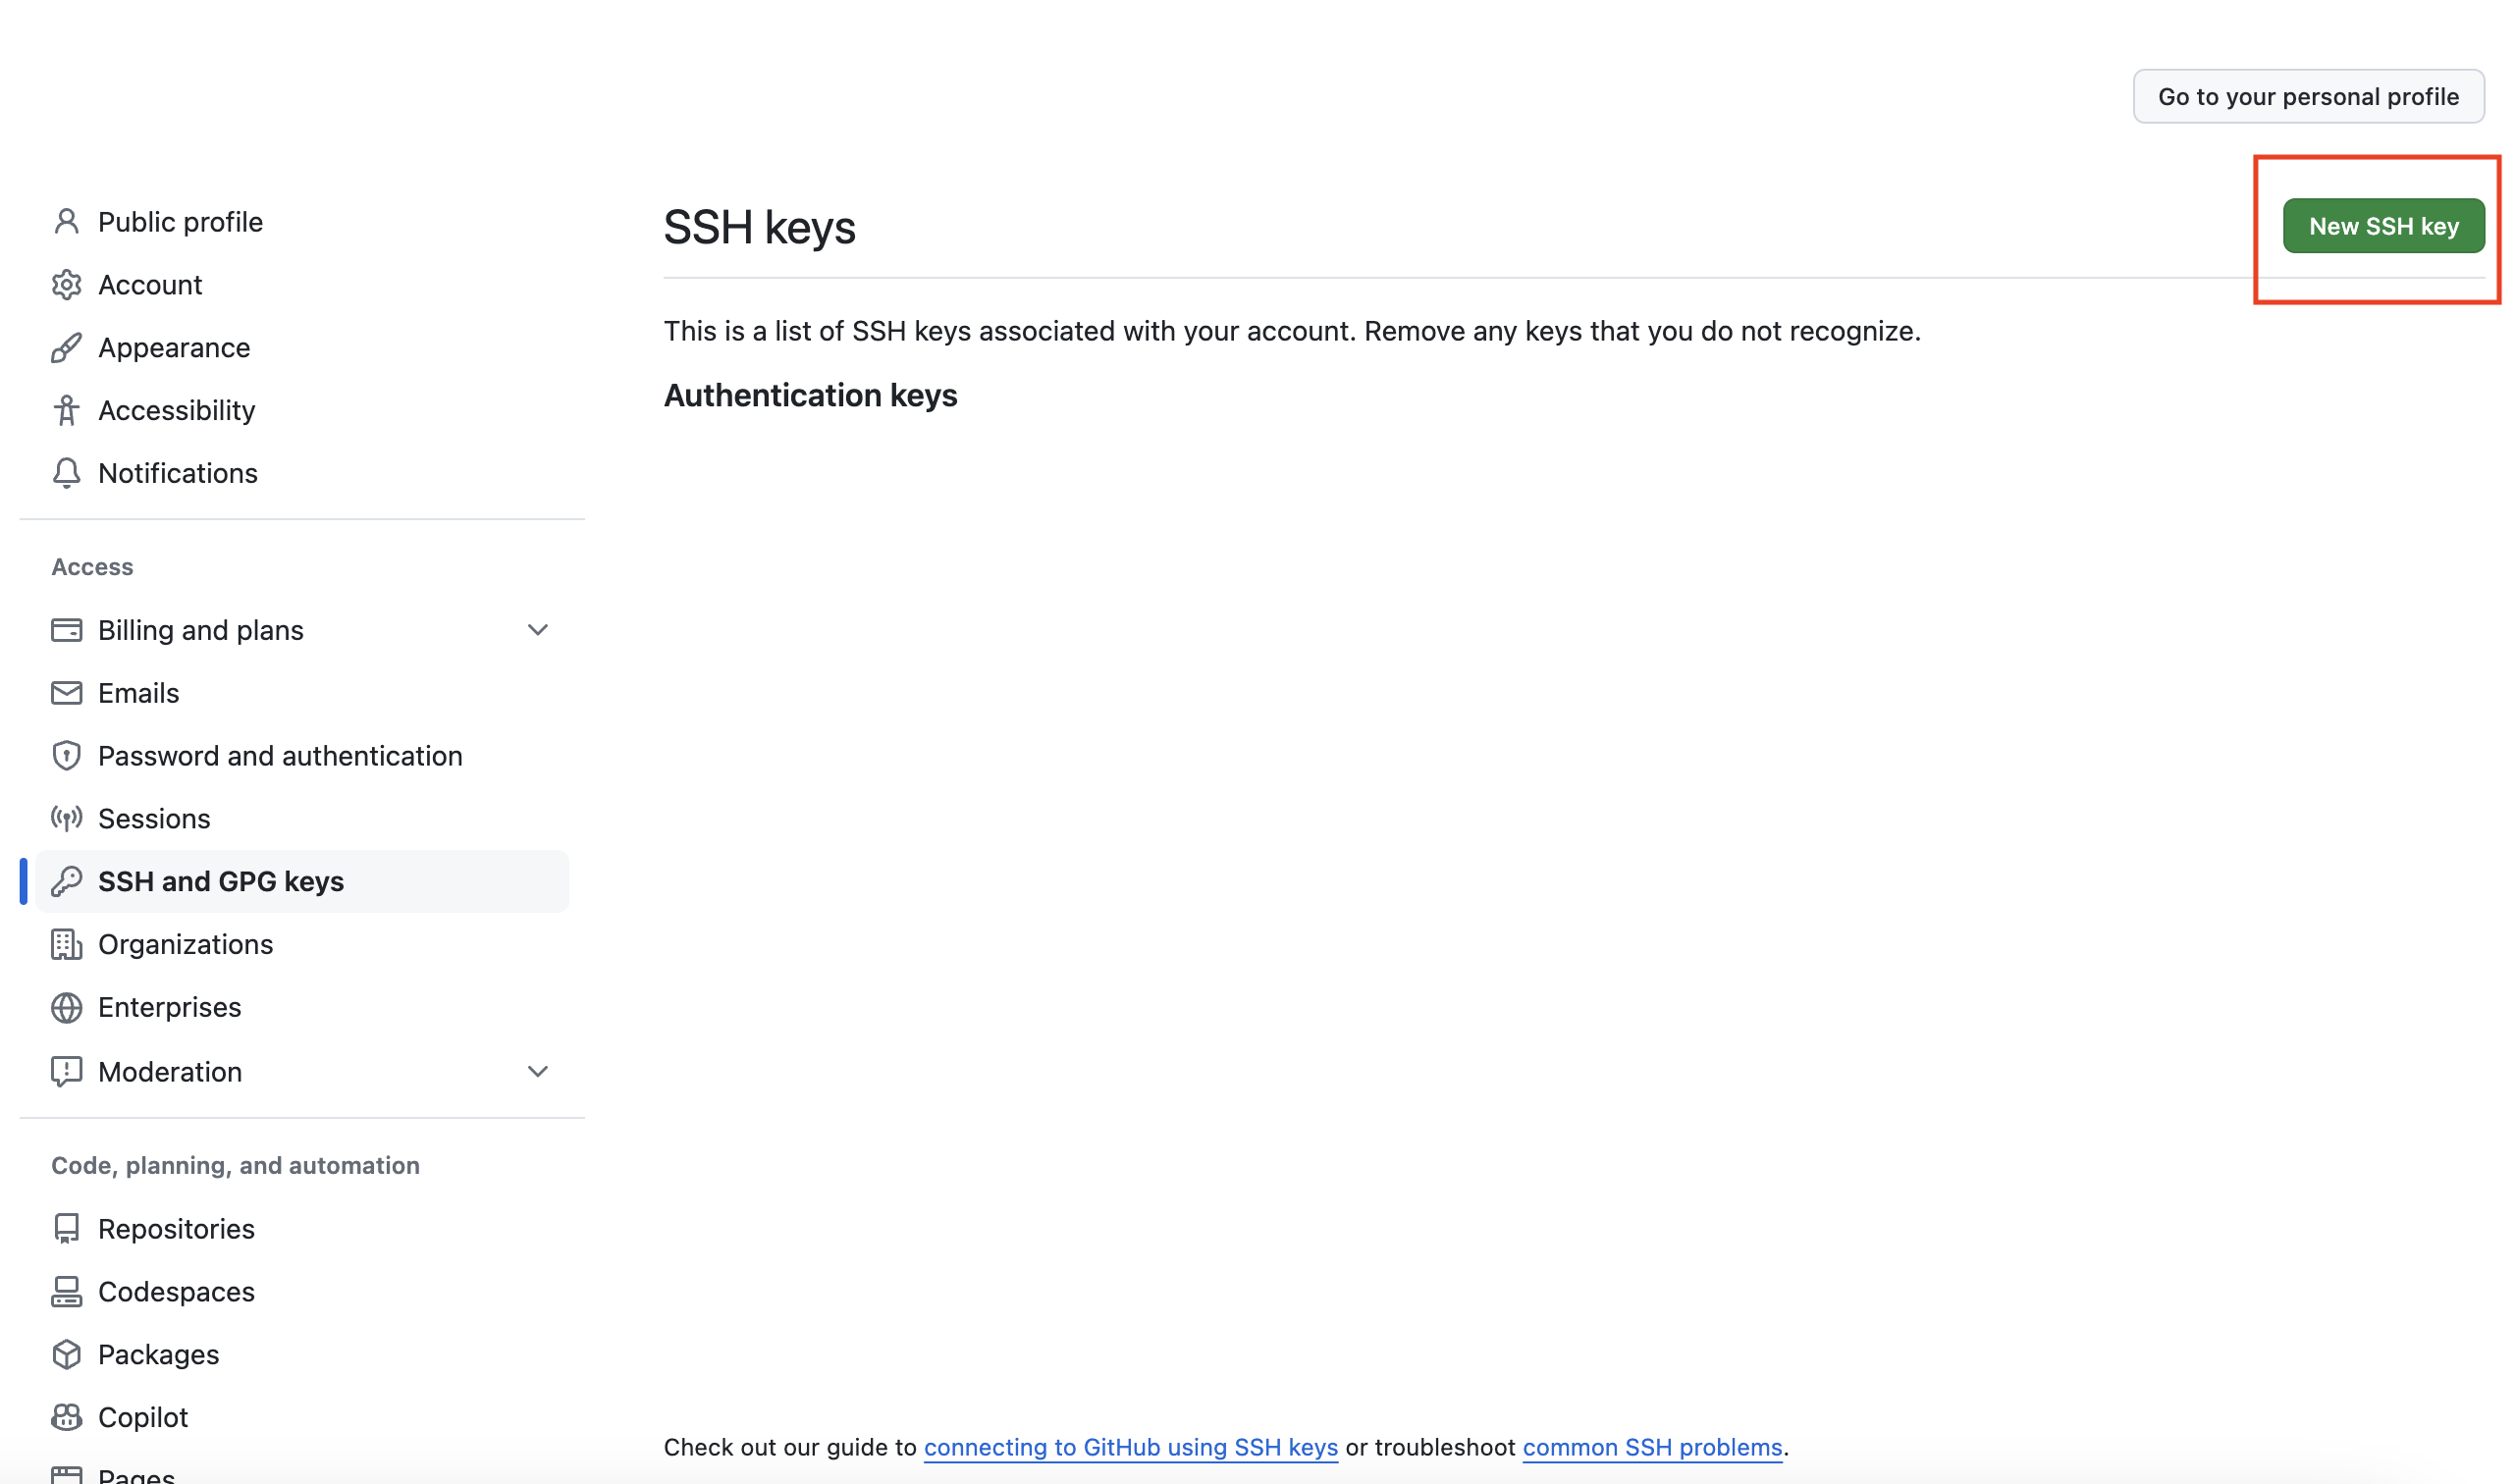 Go to your personal profile
Public profile
Account
Appearance
Accessibility
Notifications
Access
Billing and plans
Emails
Password and authentication
Sessions
SSH and GPG keys
Organizations
Enterprises
Moderation
Code, planning, and automation
Repositories
Codespaces
Packages
Copilot
Pages
SSH keys
New SSH key
This is a list of SSH keys associated with your account. Remove any keys that you do not recognize.
Authentication keys
Check out our guide to connecting to GitHub using SSH keys or troubleshoot common SSH problems.